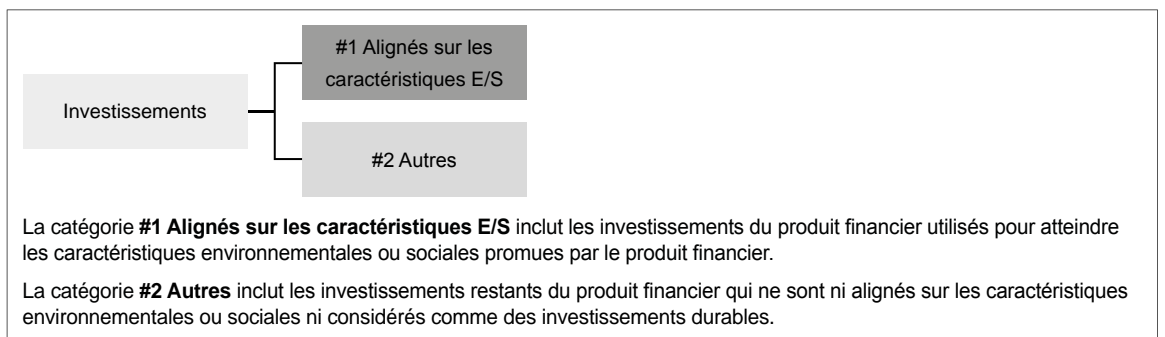 #1 Alignés sur les
caractéristiques E/S
Investissements
#2 Autres
La catégorie #1 Alignés sur les caractéristiques E/S inclut les investissements du produit financier utilisés pour atteindre
les caractéristiques environnementales ou sociales promues par le produit financier.
La catégorie #2 Autres inclut les investissements restants du produit financier qui ne sont ni alignés sur les caractéristiques
environnementales ou sociales ni considérés comme des investissements durables.